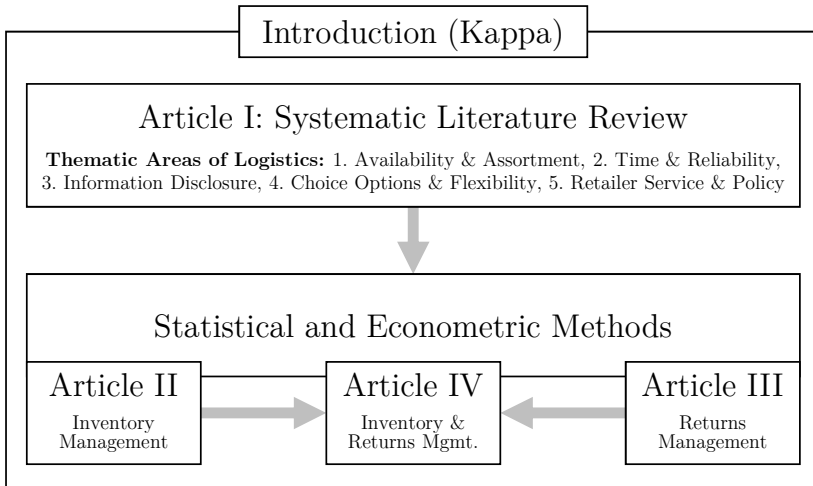 Introduction (Kappa)
Article I: Systematic Literature Review
Thematic Areas of Logistics: 1. Availability & Assortment, 2. Time & Reliability,
3. Information Disclosure, 4. Choice Options & Flexibility, 5. Retailer Service & Policy
Statistical and Econometric Methods
Article II
Inventory
Management
Article IV
Inventory &
Returns Mgmt.
Article III
Returns
Management